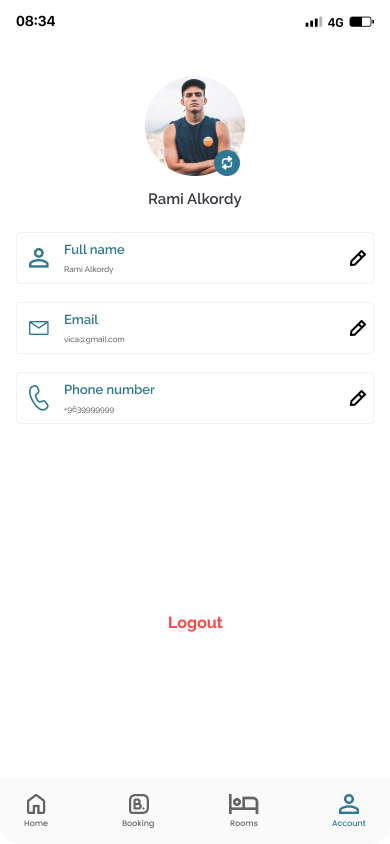 08:34
4G
Rami Alkordy
Full name
Rami Alkordy
Email
vica@gmail.com
Phone number
+9639999999
Logout
B.
Home
Booking
Rooms
Account